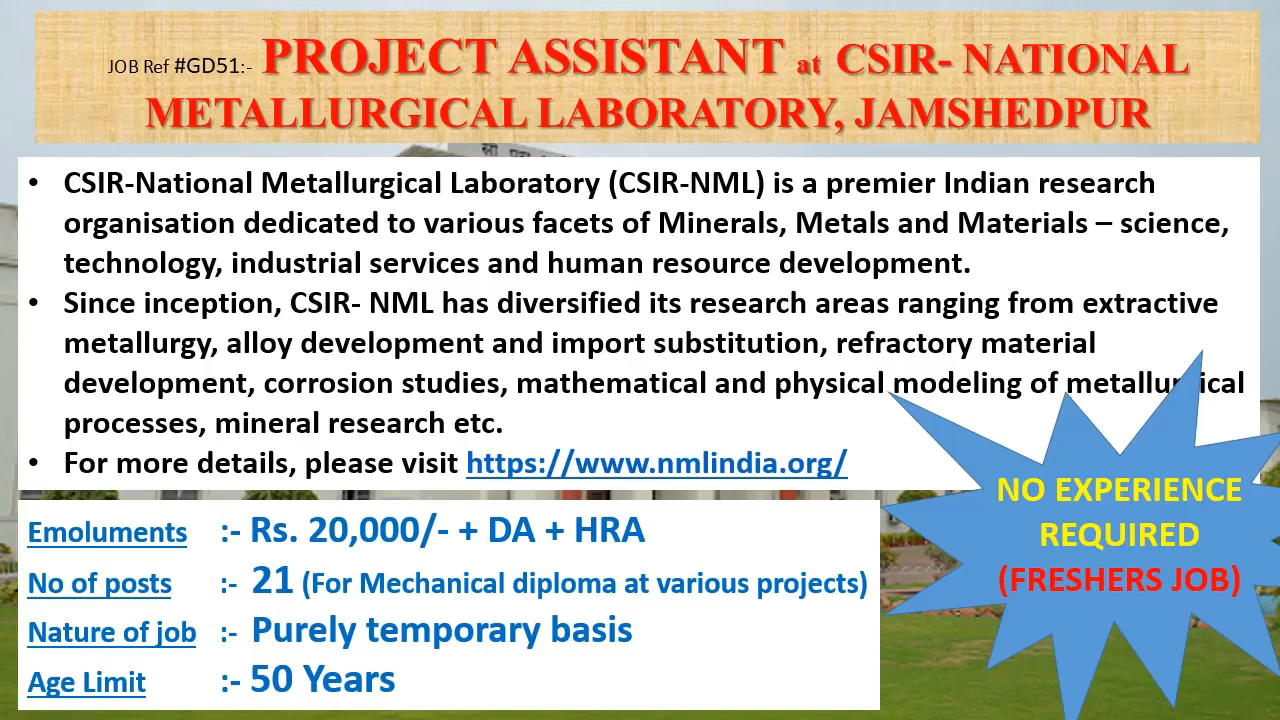 JOB Ref #GD51:- PROJECT ASSISTANT at CSIR- NATIONAL
METALLURGICAL LABORATORY, JAMSHEDPUR
• CSIR-National Metallurgical Laboratory (CSIR-NML) is a premier Indian research
organisation dedicated to various facets of Minerals, Metals and Materials – science,
technology, industrial services and human resource development.
• Since inception, CSIR- NML has diversified its research areas ranging from extractive
metallurgy, alloy development and import substitution, refractory material
development, corrosion studies, mathematical and physical modeling of metallurgical
processes, mineral research etc.
• For more details, please visit https://www.nmlindia.org/
Emoluments :- Rs. 20,000/- + DA + HRA
No of posts :- 21 (For Mechanical diploma at various projects)
Nature of job :- Purely temporary basis
Age Limit :- 50 Years
NO EXPERIENCE
REQUIRED
(FRESHERS JOB)